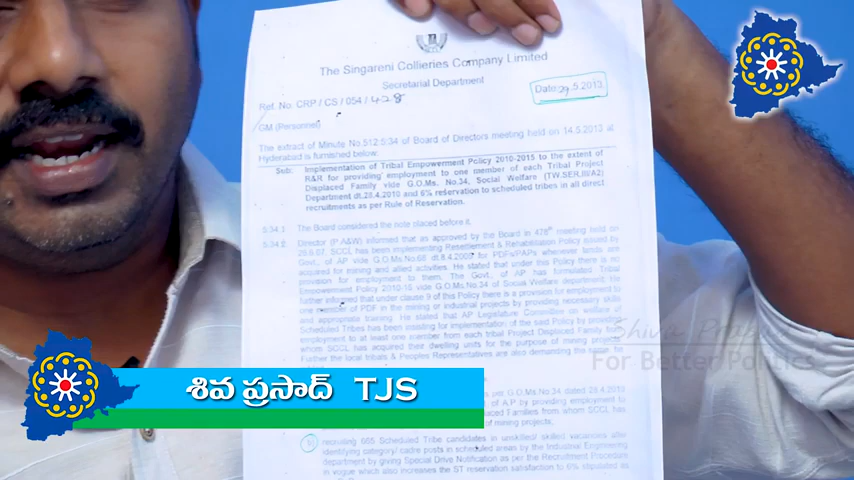 The Singareni Collieries Company Limited
Secretarial Department
Date:29.5.2013
Ref. No. CRP / CS / 054 / 428
GM (Personnel)
The extract of Minute No.512:5:34 of Board of Directors meeting held on 14.5.2013 at
Hyderabad is furnished below:
Sub: Implementation of Tribal Empowerment Policy 2010-2015 to the extent of
R&R for providing employment to one member of each Tribal Project
Displaced Family vide G.O.Ms. No.34, Social Welfare (TW.SER.II/A2)
Department dt.28.4.2010 and 6% reservation to scheduled tribes in all direct
recruitments as per Rule of Reservation.
5.34.1 The Board considered the note placed before it.
5.34.2 Director (P A&W) informed that as approved by the Board in 478th meeting held on
SCCL has been implementing Resettlement & Rehabilitation Policy issued by
Govt., of AP vide G.O.Ms.No.68 for PDFs/PAPs whenever lands are
acquired for mining and allied activities. He stated that under this Policy there is no
provision for employment to them. The Govt., of AP has formulated Tribal
Empowerment Policy 2010-15 vide G.O.Ms.No.34 of Social Welfare department. He
further informed that under clause 9 of this Policy there is a provision for employment to
one member of PDF in the mining or industrial projects by providing necessary skills
and appropriate training. He stated that AP Legislature Committee on welfare of
Scheduled Tribes has been insisting for implementation of the said Policy by providing
employment to at least one member from each tribal Project Displaced Family from
whom SCCL has acquired their dwelling units for the purpose of mining projects.
Further the local tribals & Peoples Representatives are also demanding the same
Shiva Pra
For Better Politics
శివ ప్రసాద్ TJS
as per G.O.Ms.No.34 dated 28.4.2010
of A.P by providing employment to
Families from whom SCCL has
of mining projects.
recruiting 665 Scheduled Tribe candidates in unskilled/ skilled vacancies after
identifying category/ cadre posts in scheduled areas by the Industrial Engineering
department by giving Special Drive Notification as per the Recruitment Procedure
in vogue which also increases the ST reservation satisfaction to 6% stipulated as